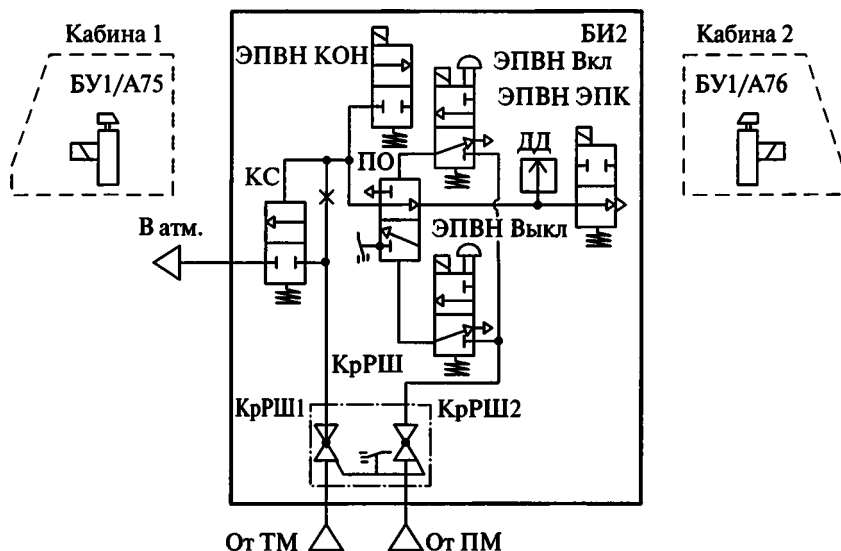 Кабина 1
БУ1/А75
ЭПВН КОН
БИ2
ЭПВН Вкл
ЭПВН ЭПК
Кабина 2
БУ1/А76
КС
ПО
ДД
В атм.
ЭПВН Выкл
КрРШ
КрРШ1
КрРШ2
От ТМ
От ПМ